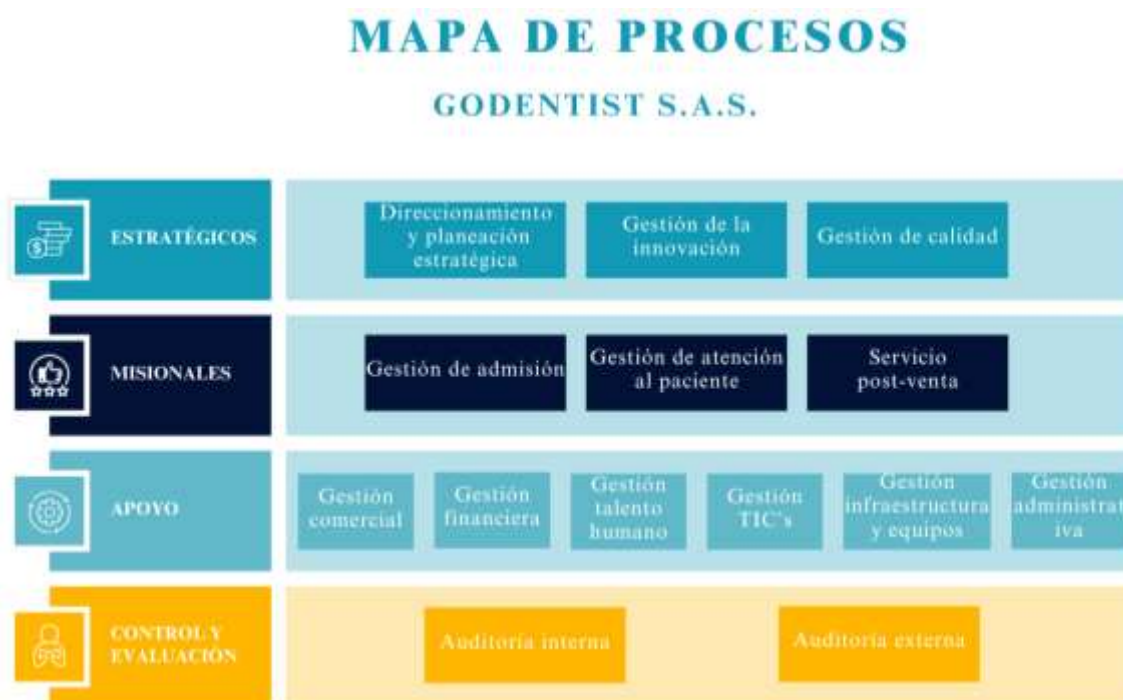 MAPA DE PROCESOS
GODENTIST S.A.S.
ESTRATÉGICOS
Direccionamiento
y planeación
estratégica
Gestión de la
innovación
Gestión de calidad
MISIONALES
Gestión de admisión
Gestión de atención
al paciente
Servicio
post-venta
APOYO
Gestión
comercial
Gestión
financiera
Gestión
talento
humano
Gestión
TIC's
Gestión
infraestructura
y equipos
Gestión
administrat
iva
CONTROL Y
EVALUACIÓN
Auditoría interna
Auditoría externa